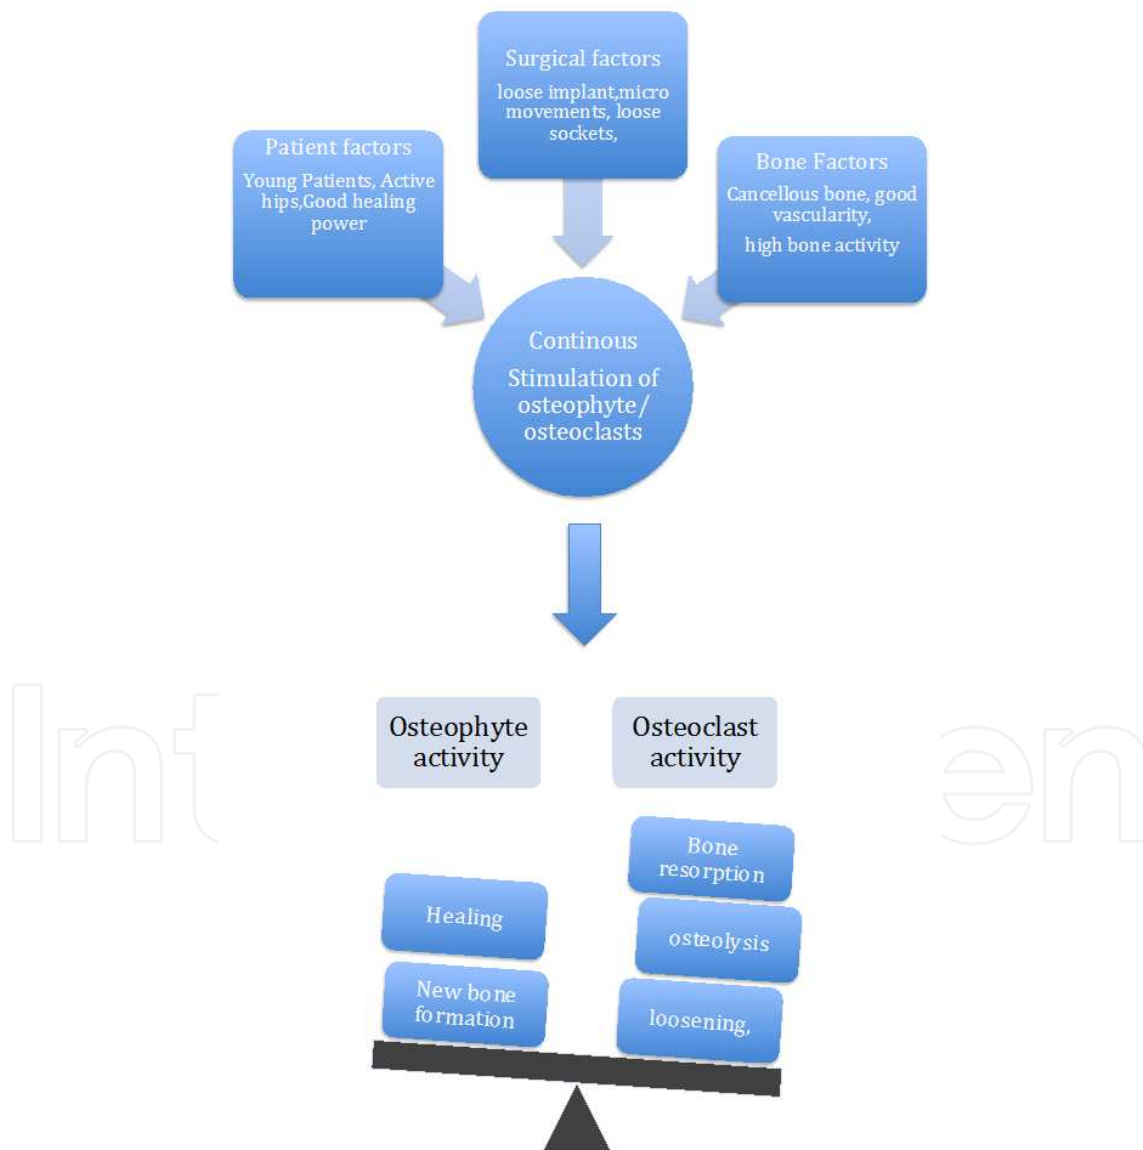 Surgical factors
loose implant,micro
movements, loose
sockets,
Patient factors
Young Patients, Active
hips,Good healing
power
Bone Factors
Cancellous bone, good
vascularity,
high bone activity
Continous
Stimulation of
osteophyte/
osteoclasts
Osteophyte
activity
Osteoclast
activity
Bone
resorption
Healing
osteolysis
New bone
formation
loosening,
Int
en